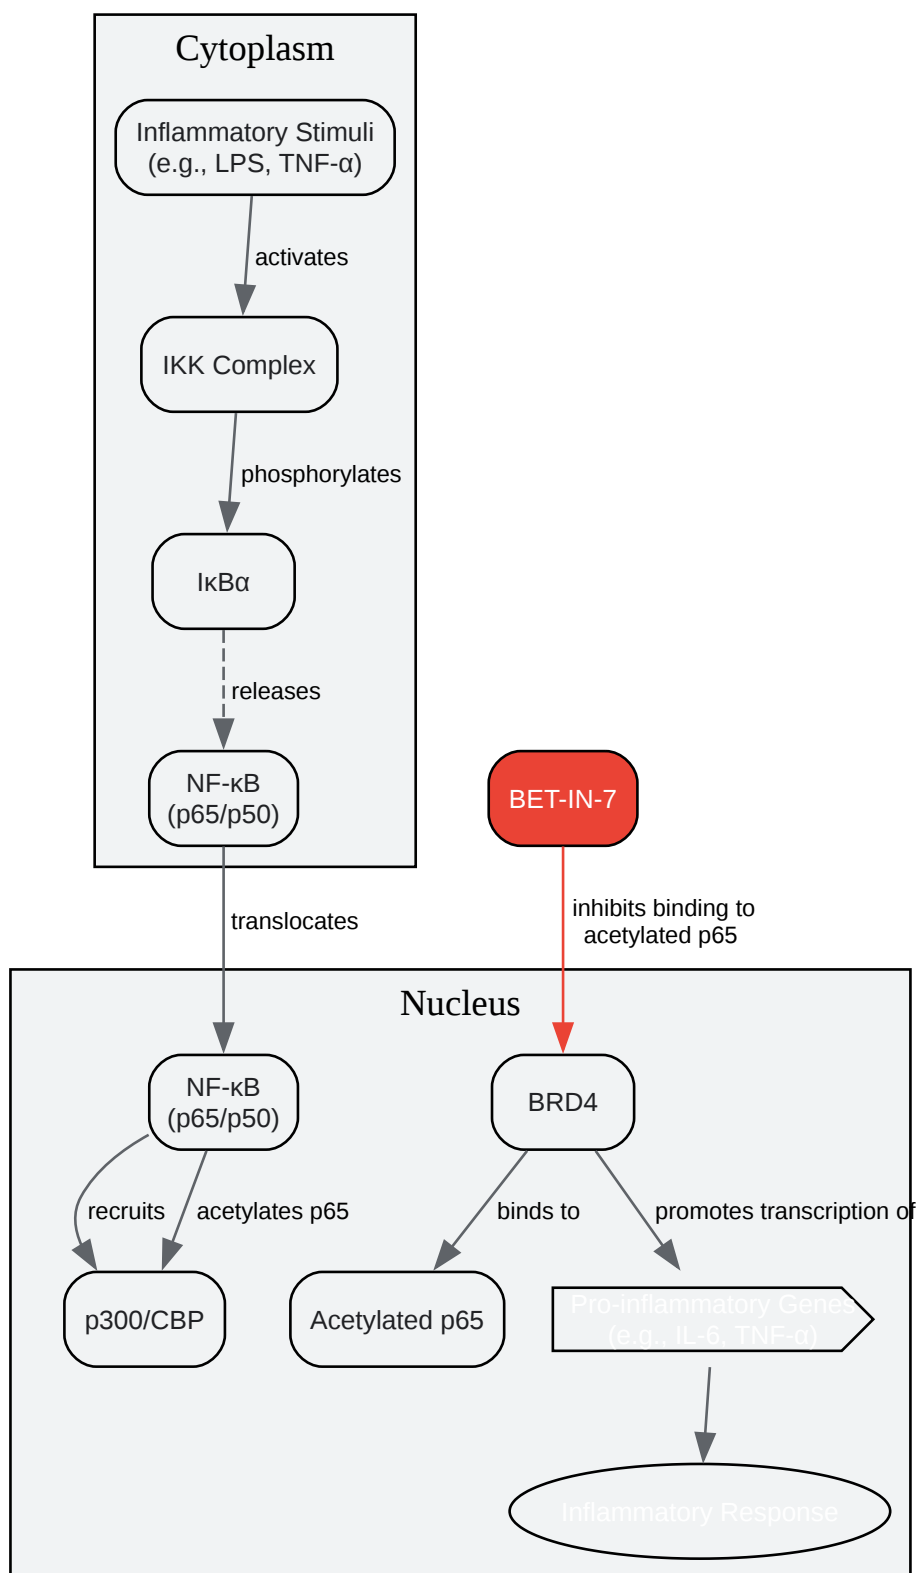 Cytoplasm
Inflammatory Stimuli
(e.g., LPS, TNF-α)
activates
IKK Complex
phosphorylates
IκBα
releases
NF-κB
(p65/p50)
BET-IN-7
translocates
inhibits binding to
acetylated p65
Nucleus
NF-κB
(p65/p50)
BRD4
recruits
acetylates p65
binds to
promotes transcription of
p300/CBP
Acetylated p65
Pro-inflammatory Genes
(e.g., IL-6, TNF-α)
Inflammatory Response